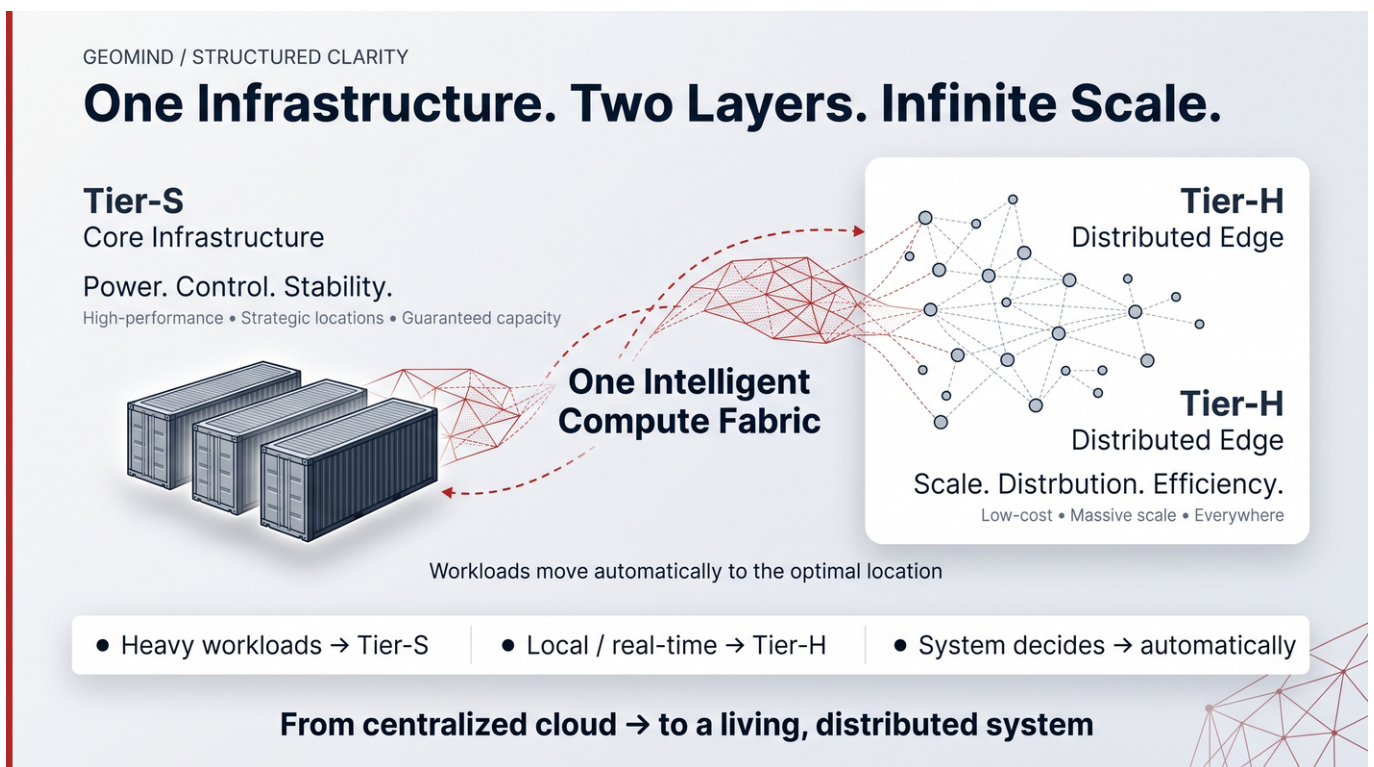 GEOMIND / STRUCTURED CLARITY
One Infrastructure. Two Layers. Infinite Scale.
Tier-S
Core Infrastructure
Power. Control. Stability.
High-performance • Strategic locations • Guaranteed capacity
One Intelligent
Compute Fabric
Tier-H
Distributed Edge
Tier-H
Distributed Edge
Scale. Distrbution. Efficiency.
Low-cost • Massive scale • Everywhere
Workloads move automatically to the optimal location
● Heavy workloads → Tier-S
● Local / real-time → Tier-H
● System decides → automatically
From centralized cloud → to a living, distributed system